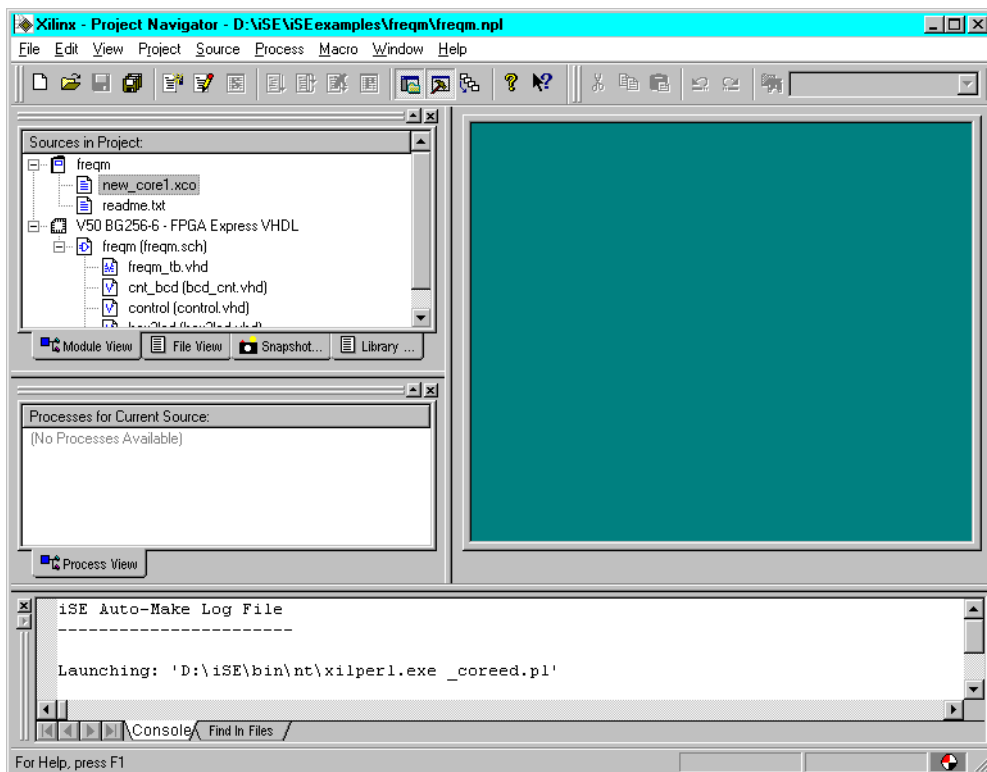 Xilinx - Project Navigator - D:\iSE\iSEexamples\freqm\freqm.npl
File Edit View Project Source Process Macro Window Help
Sources in Project:
freqm
new_core1.xco
readme.txt
V50 BG256-6 - FPGA Express VHDL
freqm (freqm.sch)
freqm_tb.vhd
cnt_bcd (bcd_cnt.vhd)
control (control.vhd)
Module View File View Snapshot... Library ...
Processes for Current Source:
(No Processes Available)
Process View
iSE Auto-Make Log File
-----------------------
Launching: 'D:\iSE\bin\nt\xilperl.exe _coreed.pl'
Console Find In Files
For Help, press F1